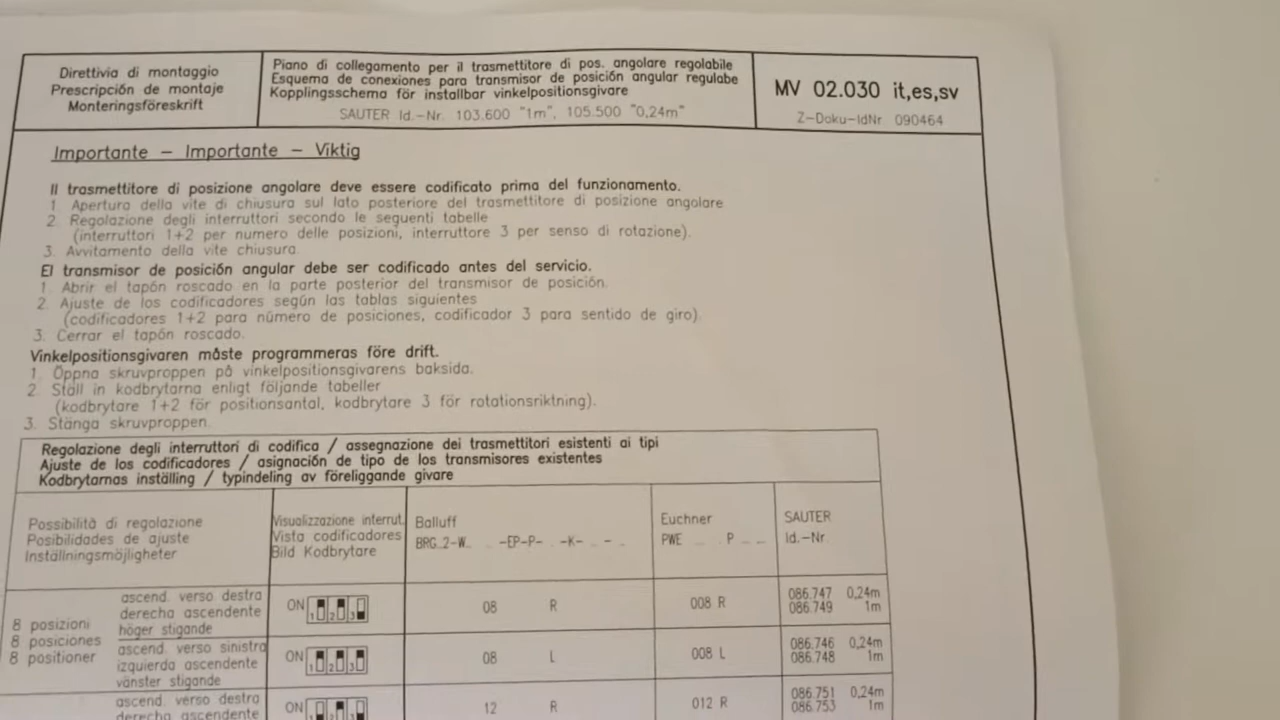 Direttivia di montaggio
Prescripción de montaje
Monteringsföreskrift
Piano di collegamento per il trasmettitore di pos. angolare regolabile
Esquema de conexiones para transmisor de posición angular regulabe
Kopplingsschema för installbar vinkelpositionsgivare
SAUTER Id.-Nr. 103.600 "1m", 105.500 "0,24m"
MV 02.030 it,es,sv
Z-Doku-IdNr 090464
Importante - Importante - Viktig
Il trasmettitore di posizione angolare deve essere codificato prima del funzionamento.
1. Apertura della vite di chiusura sul lato posteriore del trasmettitore di posizione angolare
2. Regolazione degli interruttori secondo le seguenti tabelle
(interruttori 1+2 per numero delle posizioni, interruttore 3 per senso di rotazione).
3. Avvitamento della vite chiusura.
El transmisor de posición angular debe ser codificado antes del servicio.
1. Abrir el tapón roscado en la parte posterior del transmisor de posición.
2. Ajuste de los codificadores según las tablas siguientes
(codificadores 1+2 para número de posiciones, codificador 3 para sentido de giro)
3. Cerrar el tapón roscado.
Vinkelpositionsgivaren måste programmeras före drift.
1. Öppna skruvproppen på vinkelpositionsgivarens baksida.
2. Ställ in kodbrytarna enligt följande tabeller
(kodbrytare 1+2 för positionsantal, kodbrytare 3 för rotationsriktning).
3. Stänga skruvproppen.
Regolazione degli interruttori di codifica / assegnazione dei trasmettitori esistenti ai tipi
Ajuste de los codificadores / asignación de tipo de los transmisores existentes
Kodbrytarnas inställing / typindeling av föreliggande givare
Possibilità di regolazione
Posibilidades de ajuste
Inställningsmöjligheter
Visualizzazione interrut.
Vista codificadores
Bild Kodbrytare
Balluff
BRG 2-W.. . .-EP-P- . -K- . - .
Euchner
PWE ... P . . .
SAUTER
Id.-Nr
8 posizioni
8 posiciones
8 positioner
ascend. verso destra
derecha ascendente
höger stigande
ON 1 2 3
08 R
008 R
086.747 0,24m
086.749 1m
ascend. verso sinistra
izquierda ascendente
vänster stigande
ON 1 2 3
08 L
008 L
086.746 0,24m
086.748 1m
ascend. verso destra
derecha ascendente
ON
12 R
012 R
086.751 0,24m
086.753 1m